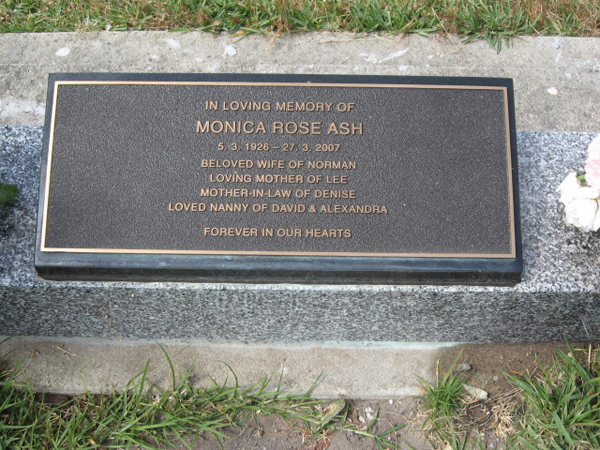 IN LOVING MEMORY OF
MONICA ROSE ASH
5. 3. 1926 – 27. 3. 2007
BELOVED WIFE OF NORMAN
LOVING MOTHER OF LEE
MOTHER-IN-LAW OF DENISE
LOVED NANNY OF DAVID & ALEXANDRA
FOREVER IN OUR HEARTS